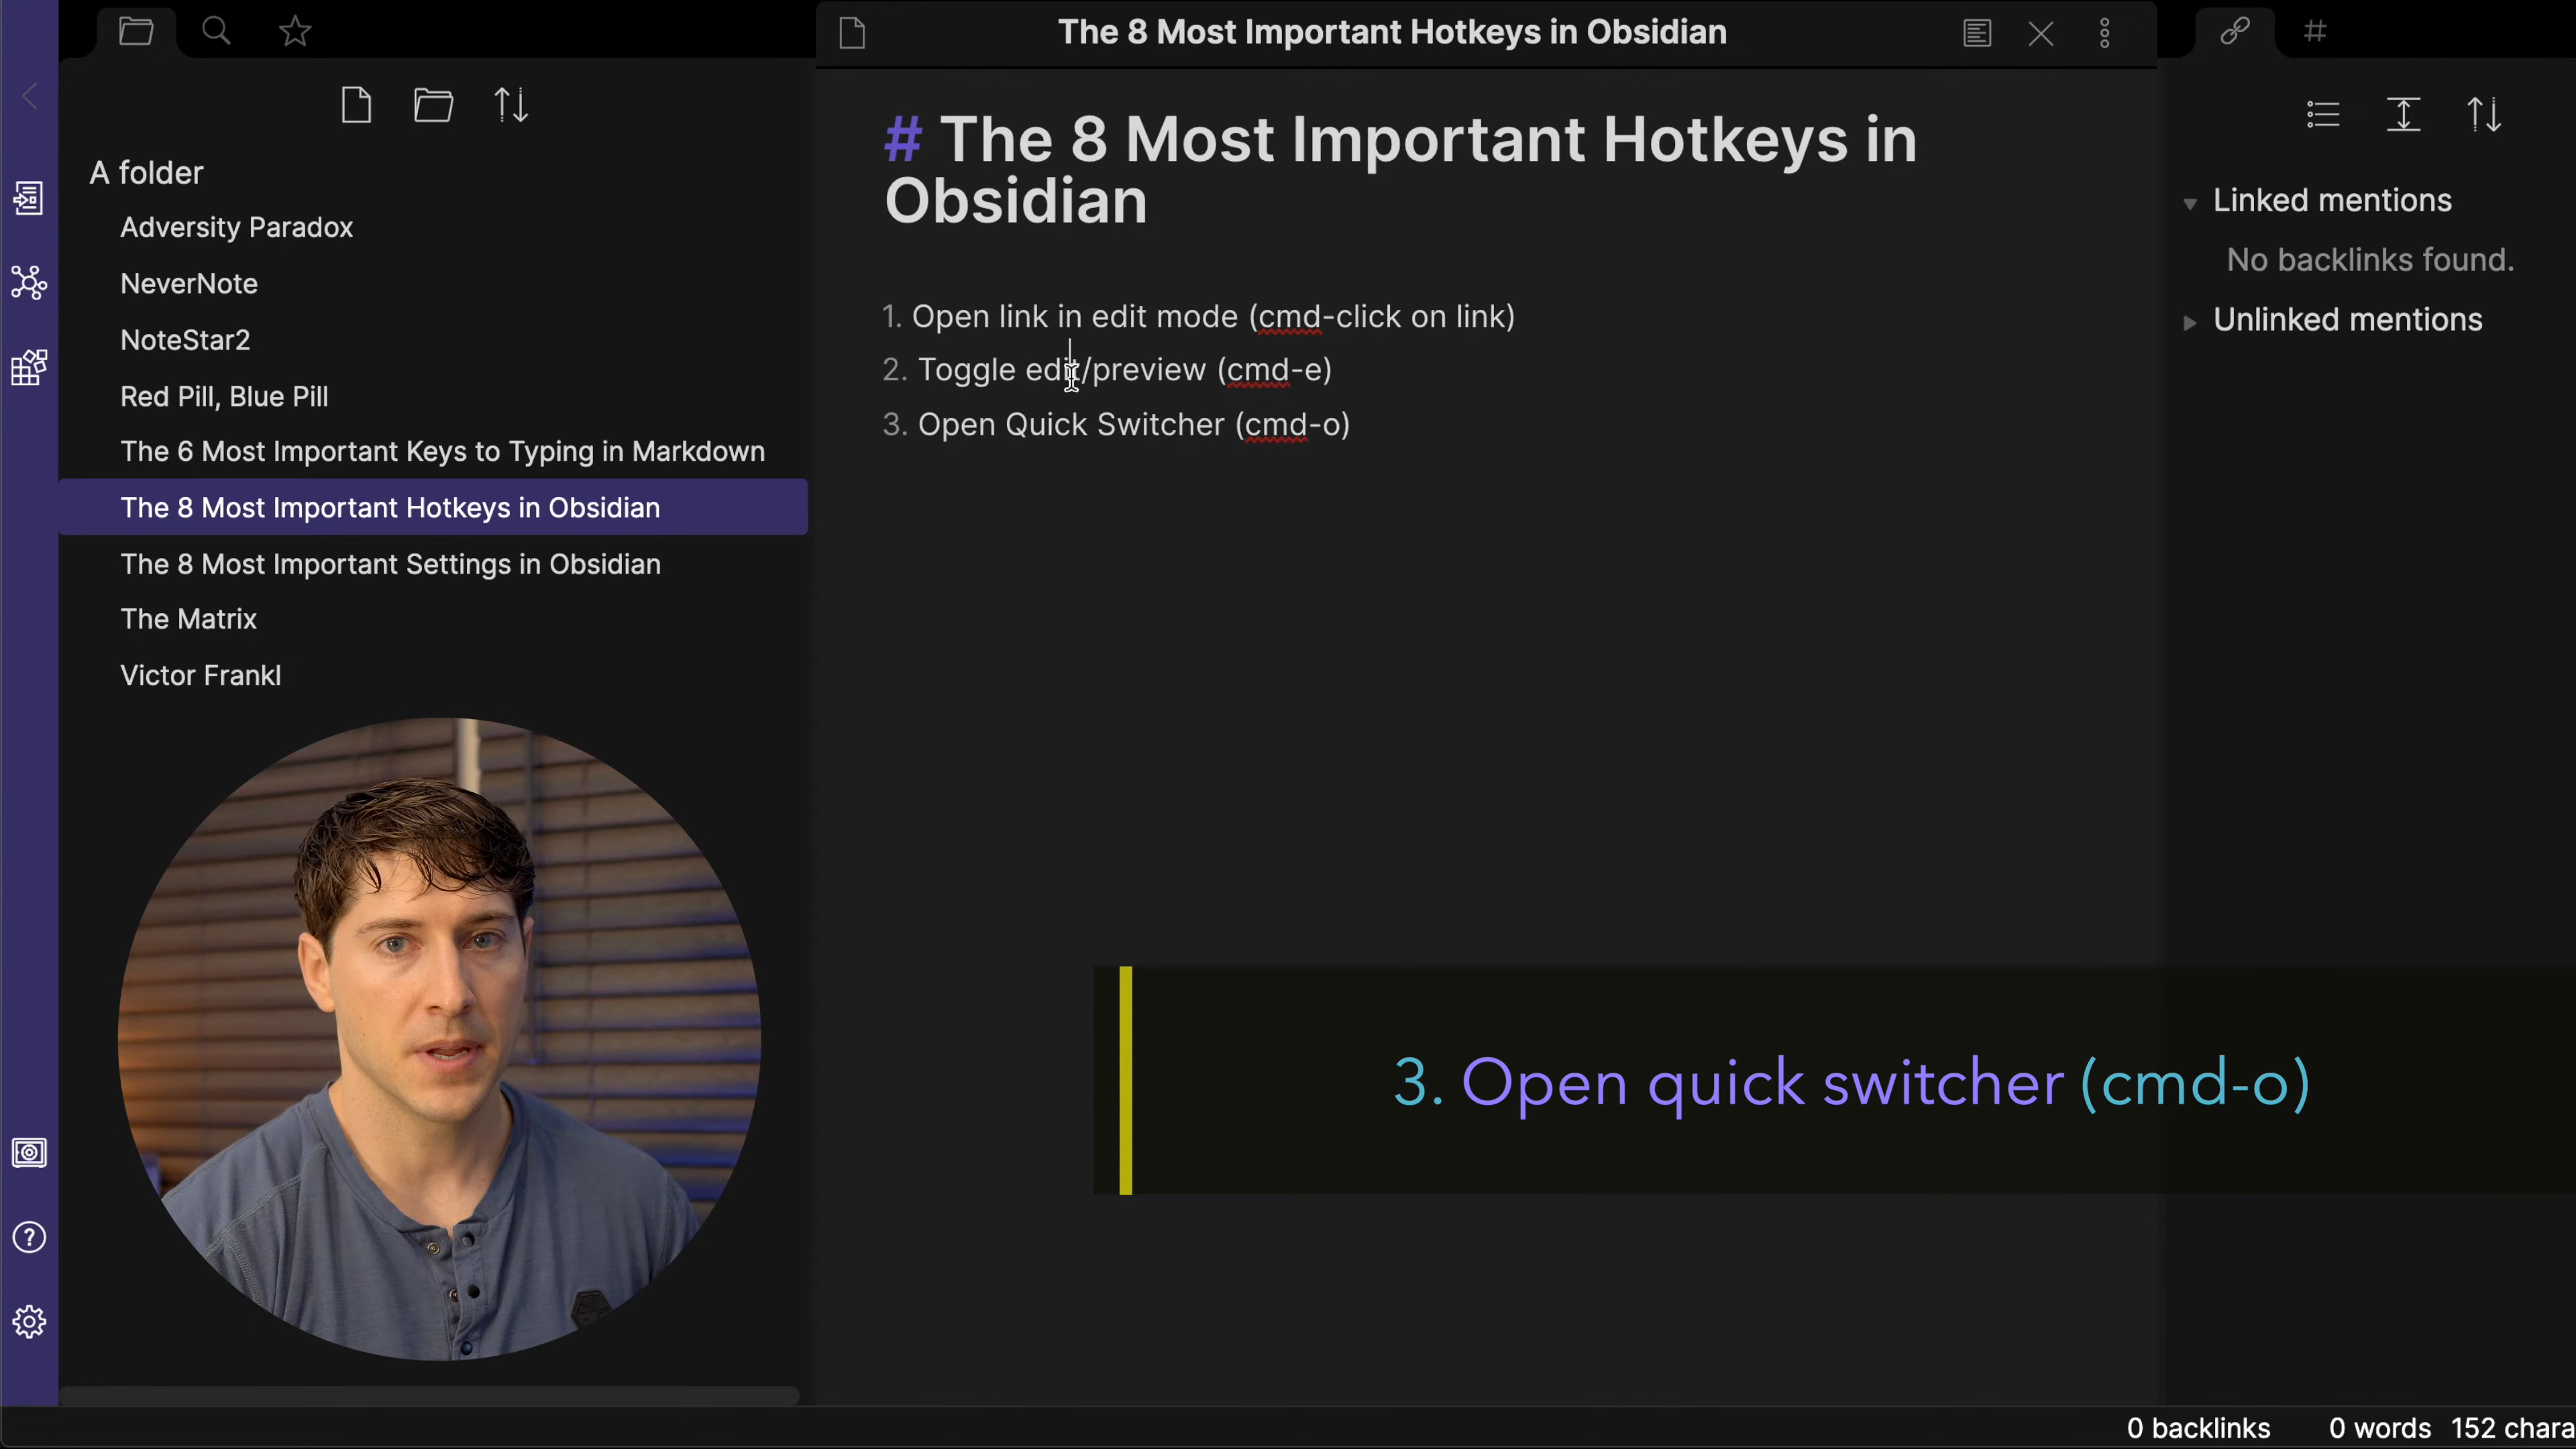 The 8 Most Important Hotkeys in Obsidian
A folder
Adversity Paradox
NeverNote
NoteStar2
Red Pill, Blue Pill
The 6 Most Important Keys to Typing in Markdown
The 8 Most Important Hotkeys in Obsidian
The 8 Most Important Settings in Obsidian
The Matrix
Victor Frankl
# The 8 Most Important Hotkeys in
Obsidian
1. Open link in edit mode (cmd-click on link)
2. Toggle edit/preview (cmd-e)
3. Open Quick Switcher (cmd-o)
Linked mentions
No backlinks found.
Unlinked mentions
3. Open quick switcher (cmd-o)
0 backlinks 0 words 152 chara